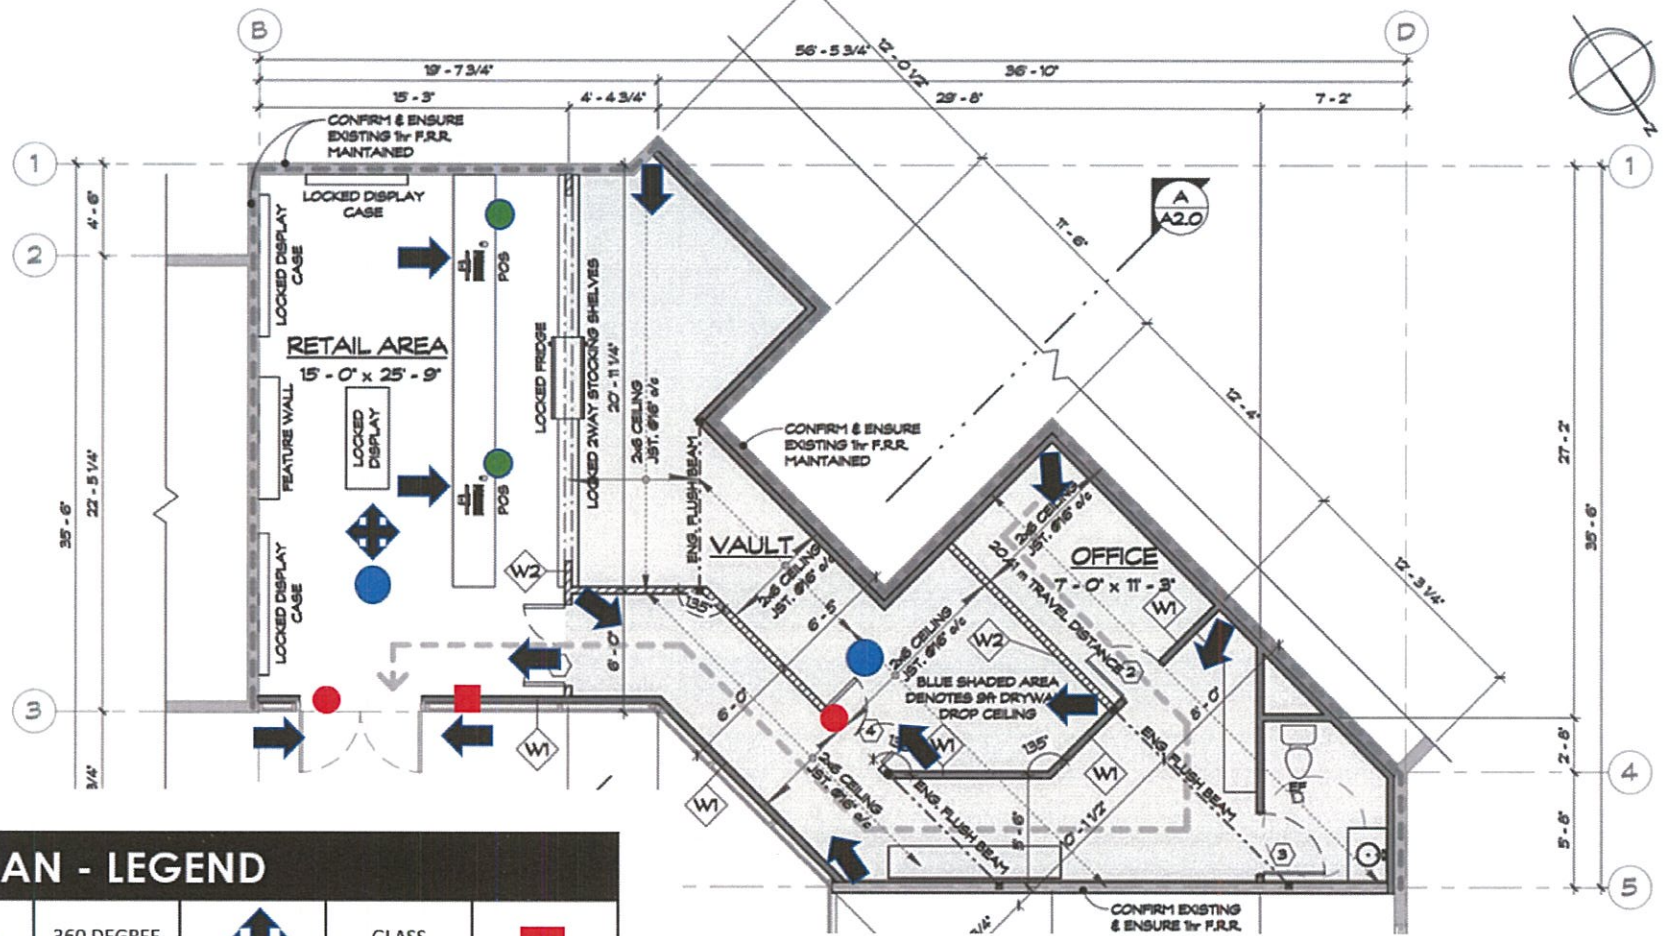 B
D
56' - 5 3/4"
12' - 0 1/2"
19' - 7 3/4"
36' - 10"
15' - 3"
4' - 4 3/4"
29' - 8"
7' - 2"
CONFIRM & ENSURE
EXISTING 1hr F.R.R.
MAINTAINED
1
1
LOCKED DISPLAY
CASE
A
A2.0
4' - 6"
2
LOCKED DISPLAY
CASE
POS
11' - 6"
RETAIL AREA
15' - 0" x 25' - 9"
LOCKED FRIDGE
LOCKED 2WAY STOCKING SHELVES
20' - 11 1/4"
2x6 CEILING
JST. @16" o/c
FEATURE WALL
LOCKED
DISPLAY
POS
ENG. FLUSH BEAM
CONFIRM & ENSURE
EXISTING 1hr F.R.R.
MAINTAINED
12' - 4"
27' - 2"
35' - 6"
22' - 5 1/4"
35' - 6"
2x6 CEILING
JST. @16" o/c
VAULT
2x6 CEILING
JST. @16" o/c
OFFICE
7' - 0" x 11' - 3"
12' - 3 1/4"
LOCKED DISPLAY
CASE
W2
135°
6' - 5"
W1
TRAVEL DISTANCE
2
W2
2x6 CEILING
JST. @16" o/c
6' - 0"
BLUE SHADED AREA
DENOTES 9ft DRYWA
DROP CEILING
6' - 0"
3
W1
4
W1
135°
W1
ENG. FLUSH BEAM
2' - 8"
4
3/4"
W1
2x6 CEILING
JST. @16" o/c
ENG. FLUSH BEAM
5' - 6"
3
5' - 8"
5
CONFIRM EXISTING
& ENSURE 1hr F.R.R.
3/4"
AN - LEGEND
360 DEGREE
GLASS